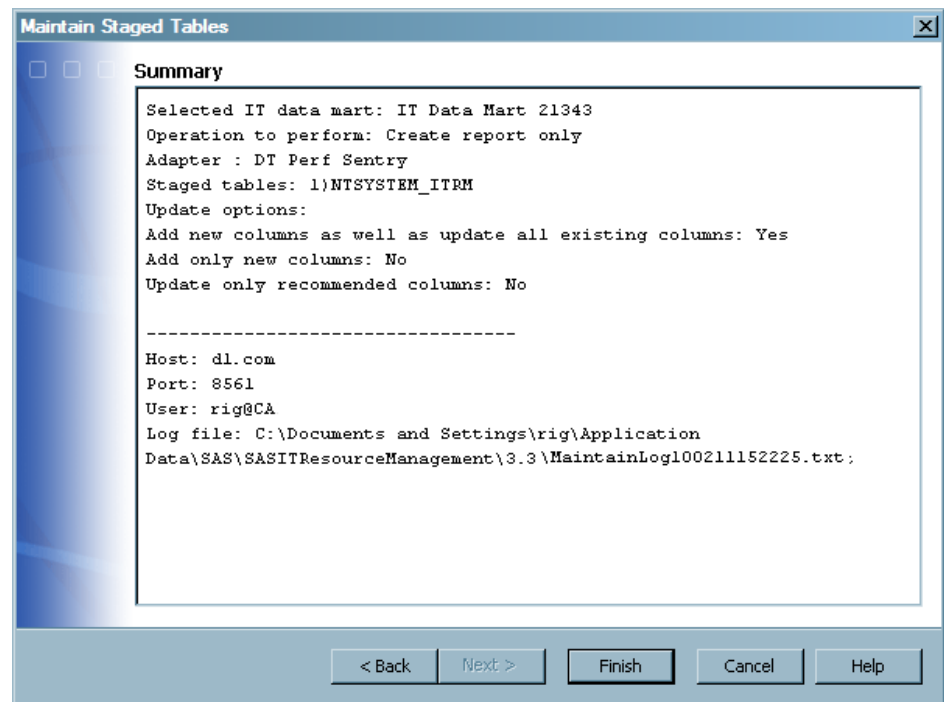 Maintain Staged Tables
Summary
Selected IT data mart: IT Data Mart 21343
Operation to perform: Create report only
Adapter : DT Perf Sentry
Staged tables: 1)NTSYSTEM_ITRM
Update options:
Add new columns as well as update all existing columns: Yes
Add only new columns: No
Update only recommended columns: No
----------------------------------
Host: dl.com
Port: 8561
User: rig@CA
Log file: C:\Documents and Settings\rig\Application
Data\SAS\SASITResourceManagement\3.3\MaintainLog100211152225.txt;
< Back Next > Finish Cancel Help